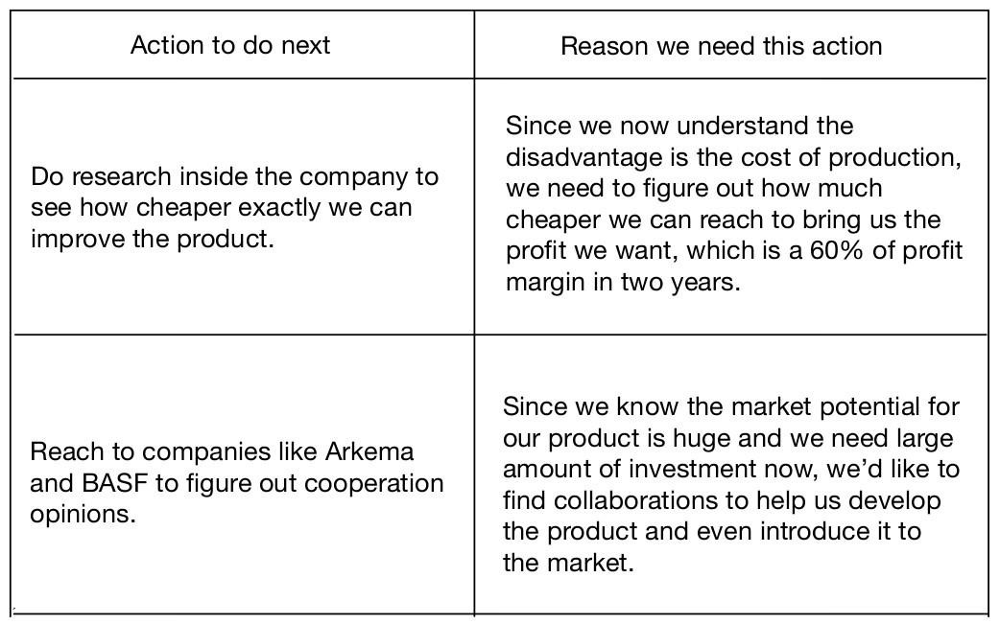 Action to do next
Reason we need this action
Do research inside the company to
see how cheaper exactly we can
improve the product.
Since we now understand the
disadvantage is the cost of production,
we need to figure out how much
cheaper we can reach to bring us the
profit we want, which is a 60% of profit
margin in two years.
Reach to companies like Arkema
and BASF to figure out cooperation
opinions.
Since we know the market potential for
our product is huge and we need large
amount of investment now, we’d like to
find collaborations to help us develop
the product and even introduce it to
the market.